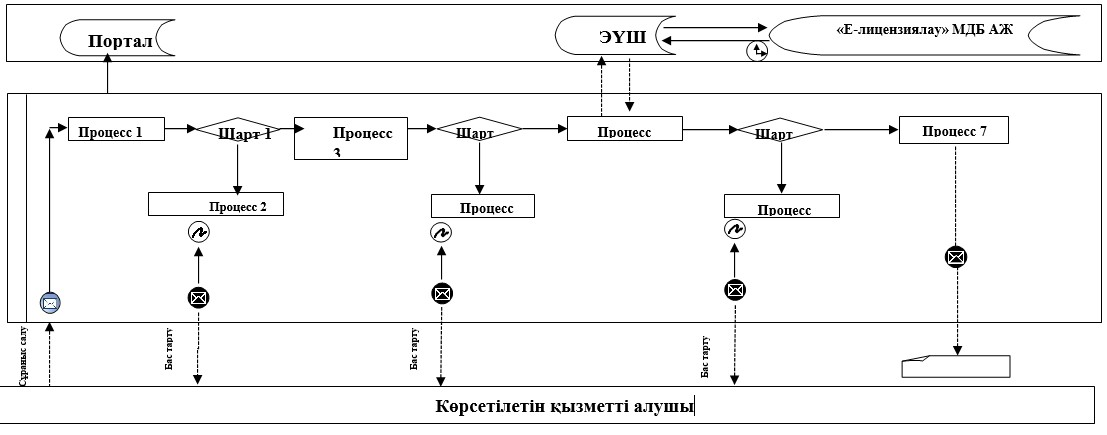 Портал
ЭҮШ
«Е-лицензиялау» МДБ АЖ
Процесс 1
Шарт 1
Процесс
3
Шарт
Процесс
Шарт
Процесс 7
Процесс 2
Процесс
Процесс
Сұраныс салу
Бас тарту
Бас тарту
Бас тарту
Көрсетілетін қызметті алушы